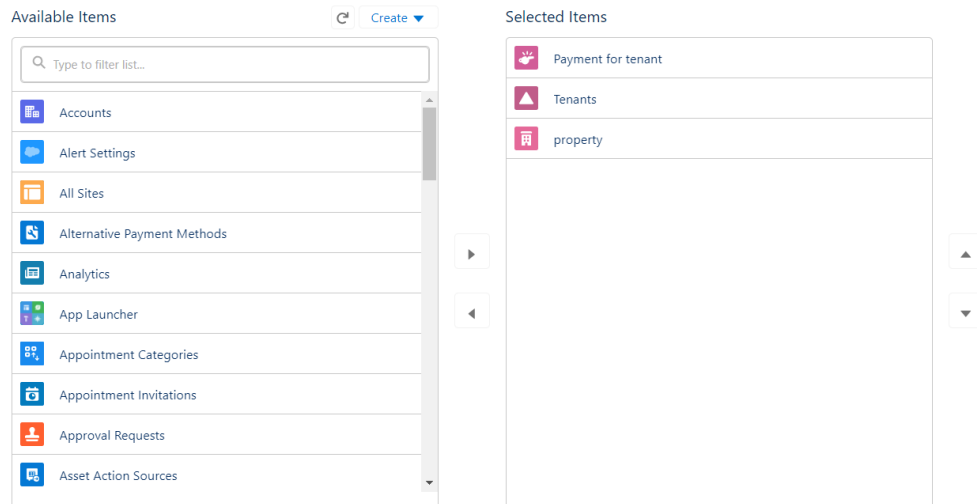 Available Items
Create
Type to filter list...
Accounts
Alert Settings
All Sites
Alternative Payment Methods
Analytics
App Launcher
Appointment Categories
Appointment Invitations
Approval Requests
Asset Action Sources
Selected Items
Payment for tenant
Tenants
property